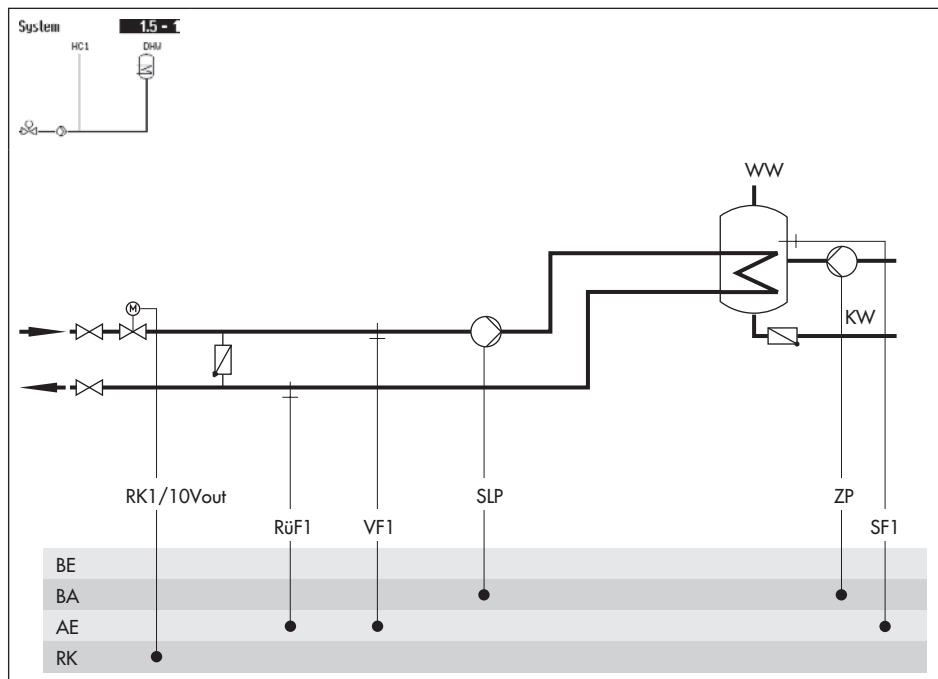 System 1.5 - 1
HC1 DHW
WW
M
KW
RK1/10Vout SLP ZP
RüF1 VF1 SF1
BE
BA
AE
RK